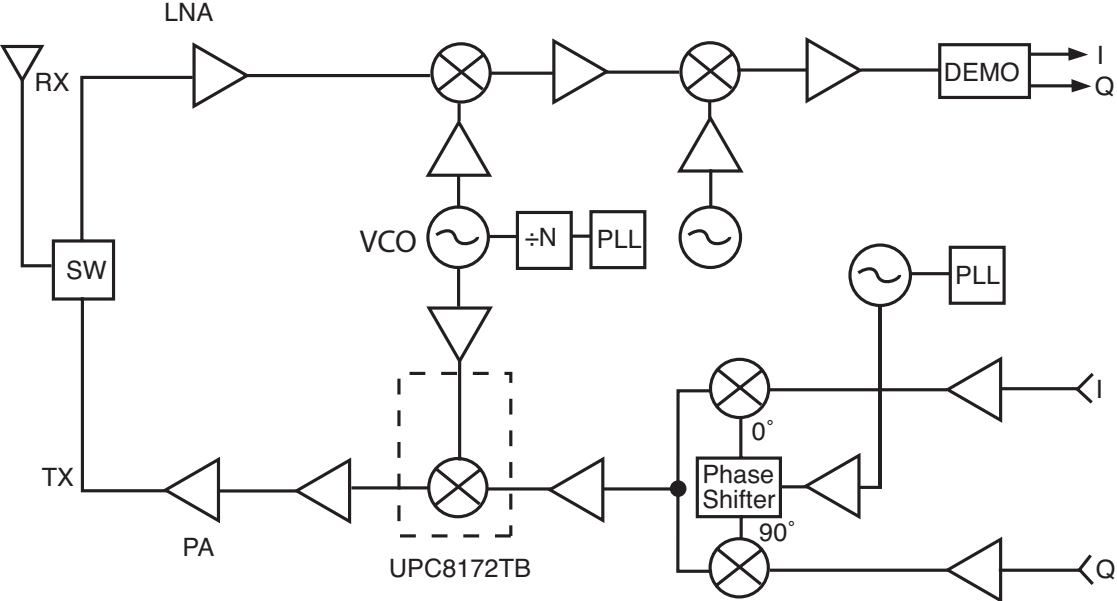 LNA
RX
DEMO
I
Q
VCO
÷N
PLL
SW
PLL
I
0°
TX
Phase
Shifter
90°
PA
UPC8172TB
Q